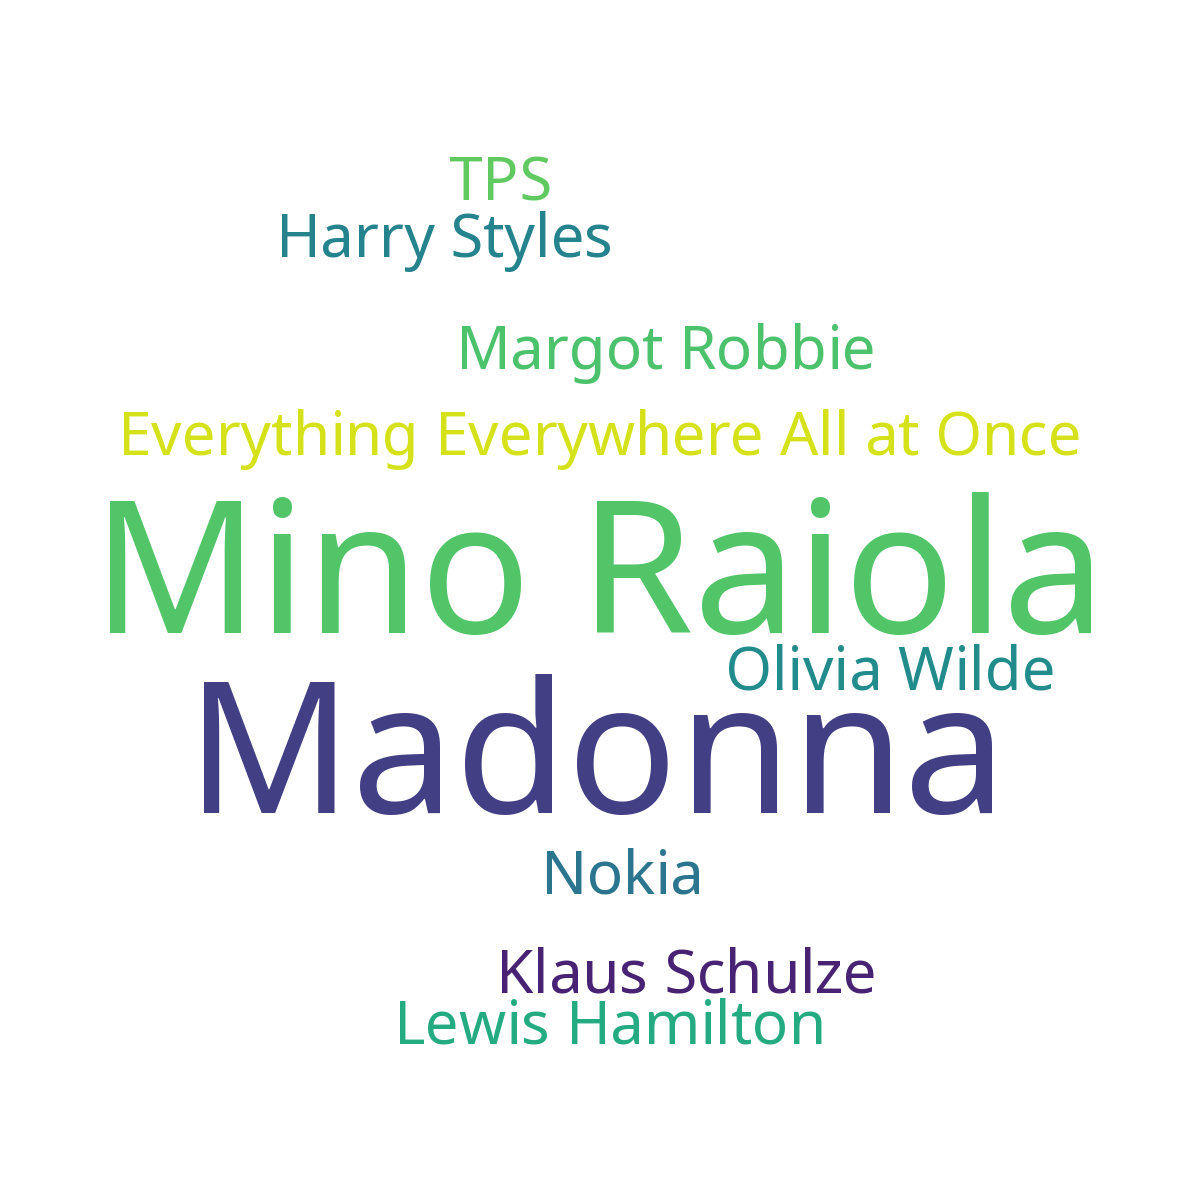 TPS
Harry Styles
Margot Robbie
Everything Everywhere All at Once
Mino Raiola
Olivia Wilde
Madonna
Nokia
Klaus Schulze
Lewis Hamilton